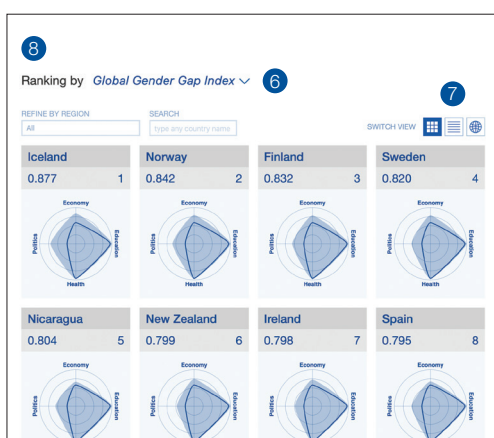 8
Ranking by Global Gender Gap Index 6
7
REFINE BY REGION SEARCH
All type any country name SWITCH VIEW
Iceland Norway Finland Sweden
0.877 1 0.842 2 0.832 3 0.820 4
Economy Economy Economy Economy
Politics Education Politics Education Politics Education Politics Education
Health Health Health Health
Nicaragua New Zealand Ireland Spain
0.804 5 0.799 6 0.798 7 0.795 8
Economy Economy Economy Economy
Politics Education Politics Education Politics Education Politics Education